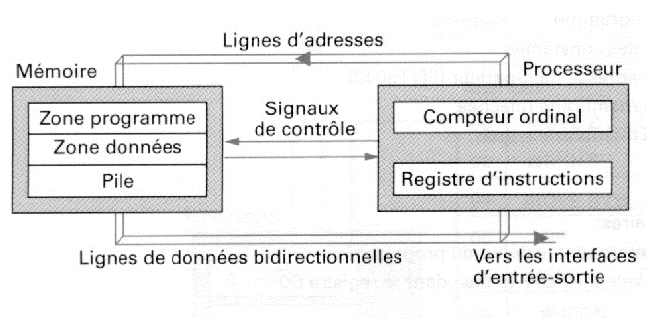 Lignes d'adresses
Mémoire
Processeur
Signaux
de contrôle
Zone programme
Zone données
Pile
Compteur ordinal
Registre d'instructions
Lignes de données bidirectionnelles
Vers les interfaces
d'entrée-sortie